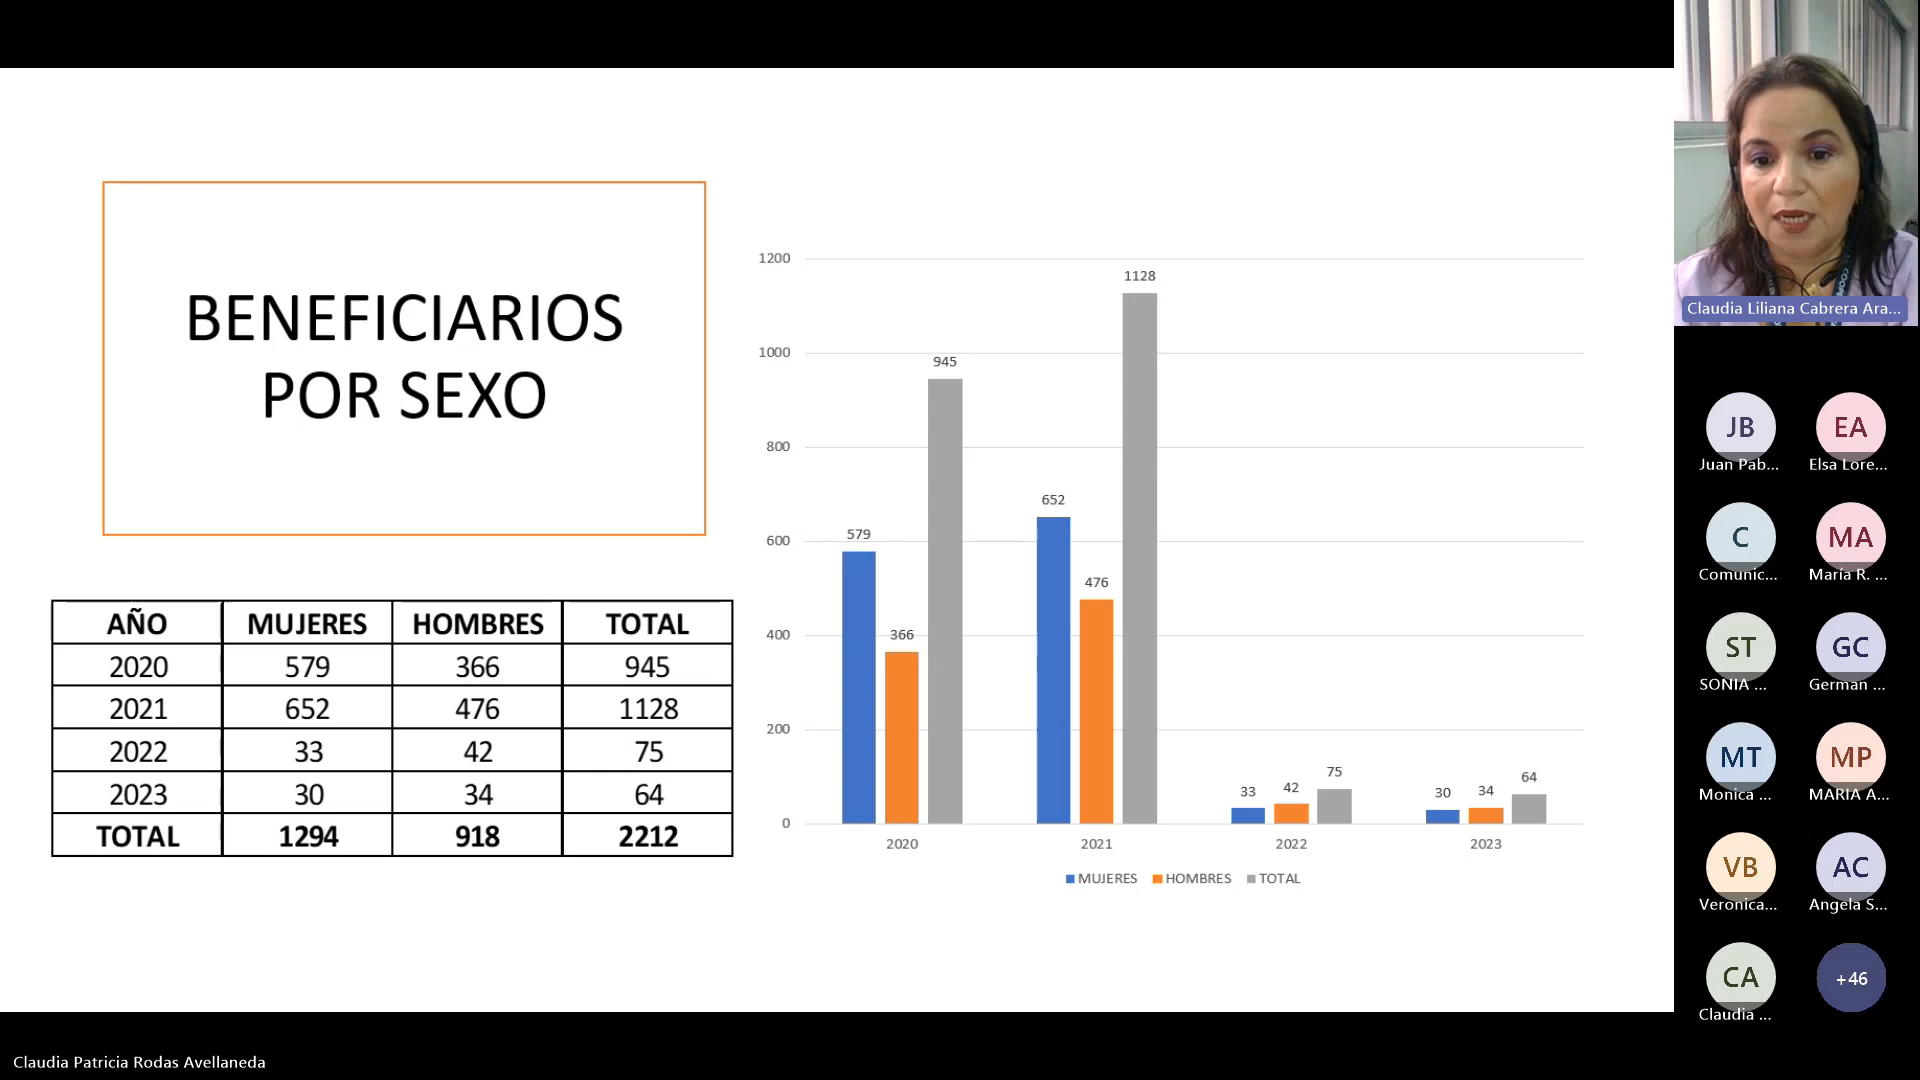 BENEFICIARIOS
POR SEXO
AÑO MUJERES HOMBRES TOTAL
2020 579 366 945
2021 652 476 1128
2022 33 42 75
2023 30 34 64
TOTAL 1294 918 2212
1200
1000
800
600
400
200
0
579
366
945
652
476
1128
33
42
75
30
34
64
2020
2021
2022
2023
MUJERES HOMBRES TOTAL
Claudia Liliana Cabrera Ara...
JB
Juan Pab...
EA
Elsa Lore...
C
Comunic...
MA
María R. ...
ST
SONIA ...
GC
German ...
MT
Monica ...
MP
MARIA A...
VB
Veronica...
AC
Angela S...
CA
Claudia ...
+46
Claudia Patricia Rodas Avellaneda